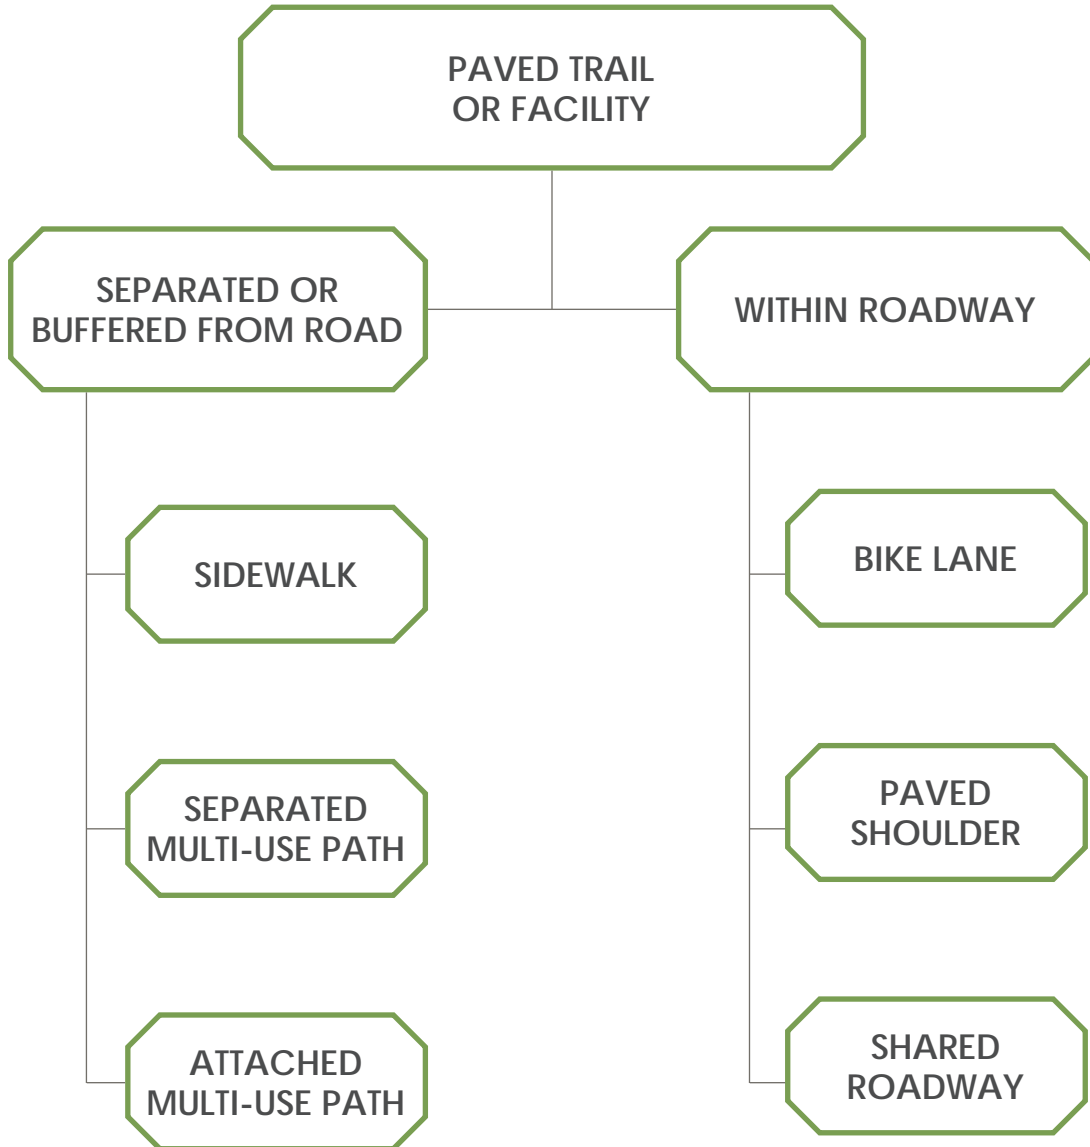 PAVED TRAIL
OR FACILITY
SEPARATED OR
BUFFERED FROM ROAD
WITHIN ROADWAY
SIDEWALK
SEPARATED
MULTI-USE PATH
ATTACHED
MULTI-USE PATH
BIKE LANE
PAVED
SHOULDER
SHARED
ROADWAY